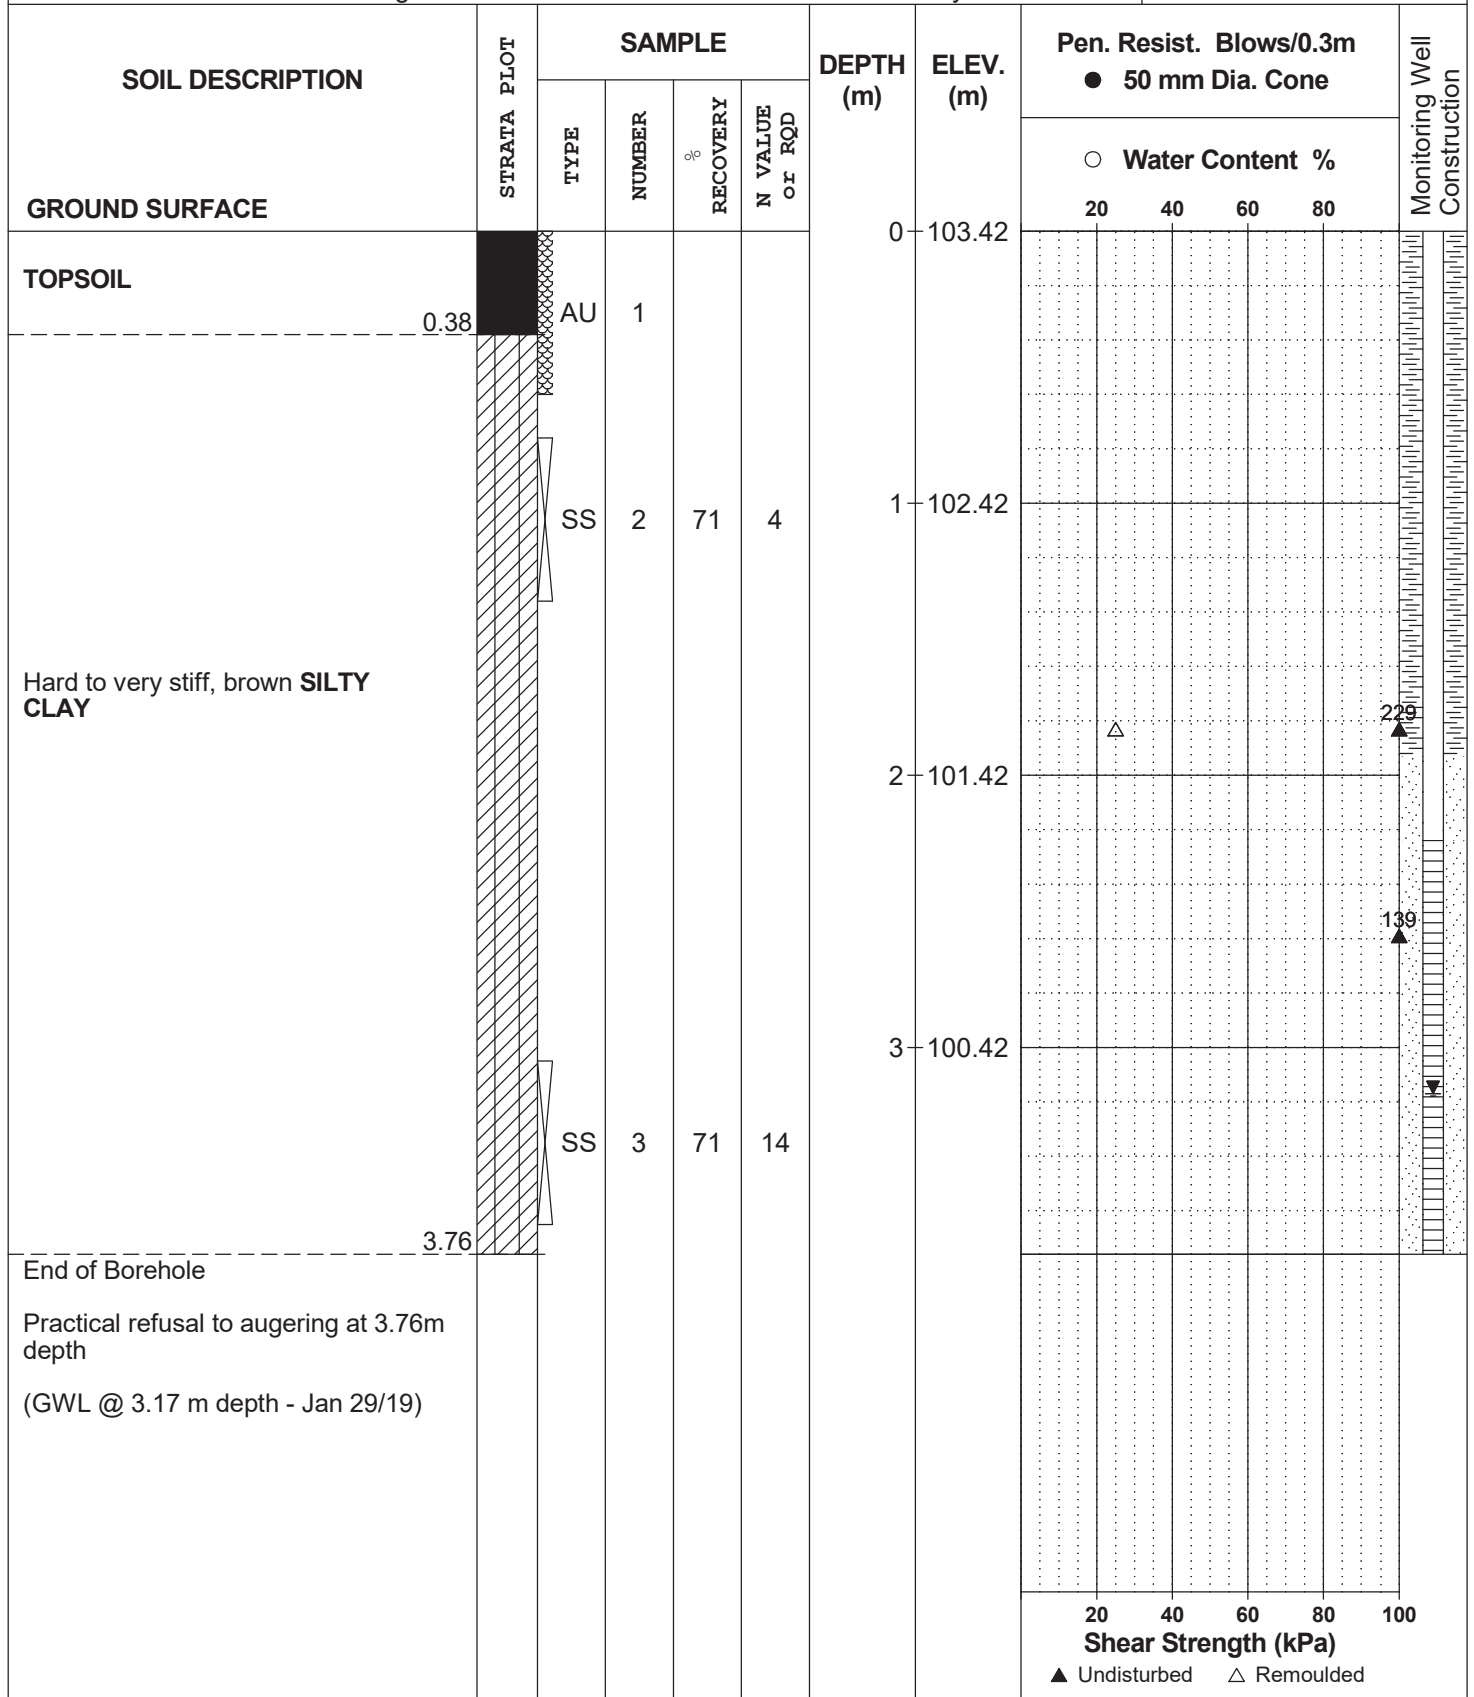 SOIL DESCRIPTION
GROUND SURFACE
STRATA PLOT
SAMPLE
TYPE
NUMBER
% RECOVERY
N VALUE or RQD
DEPTH (m)
ELEV. (m)
Pen. Resist. Blows/0.3m
● 50 mm Dia. Cone
○ Water Content %
20 40 60 80
Monitoring Well Construction
0 103.42
TOPSOIL
0.38
AU 1
SS 2 71 4
1 102.42
Hard to very stiff, brown SILTY
CLAY
229
2 101.42
139
3 100.42
SS 3 71 14
3.76
End of Borehole
Practical refusal to augering at 3.76m
depth
(GWL @ 3.17 m depth - Jan 29/19)
20 40 60 80 100
Shear Strength (kPa)
▲ Undisturbed △ Remoulded